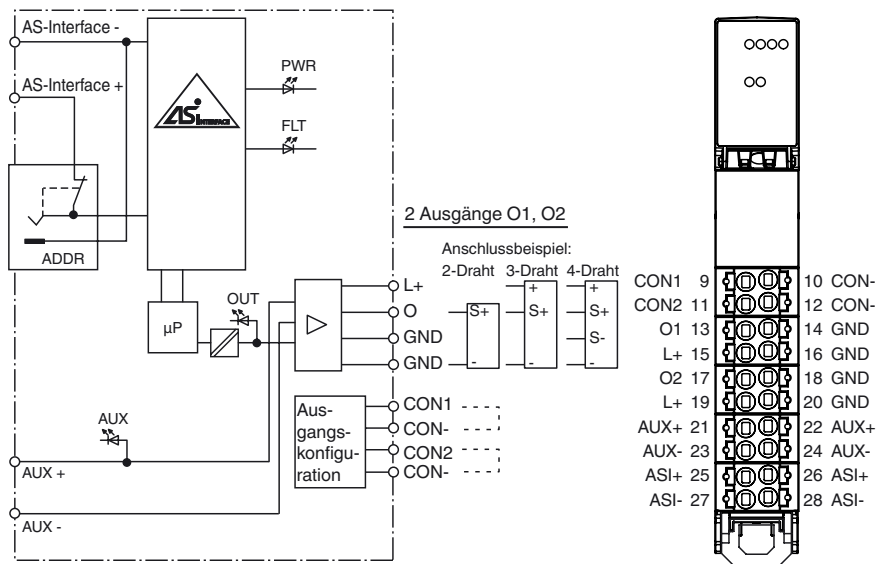 AS-Interface -
AS-Interface +
ASi INTERFACE
PWR
FLT
ADDR
µP
OUT
AUX
AUX +
AUX -
2 Ausgänge O1, O2
Anschlussbeispiel:
2-Draht 3-Draht 4-Draht
L+
O
GND
GND
S+
-
+
S+
-
+
S+
S-
-
Aus-
gangs-
konfigu-
ration
CON1
CON-
CON2
CON-
CON1 9 10 CON-
CON2 11 12 CON-
O1 13 14 GND
L+ 15 16 GND
O2 17 18 GND
L+ 19 20 GND
AUX+ 21 22 AUX+
AUX- 23 24 AUX-
ASI+ 25 26 ASI+
ASI- 27 28 ASI-